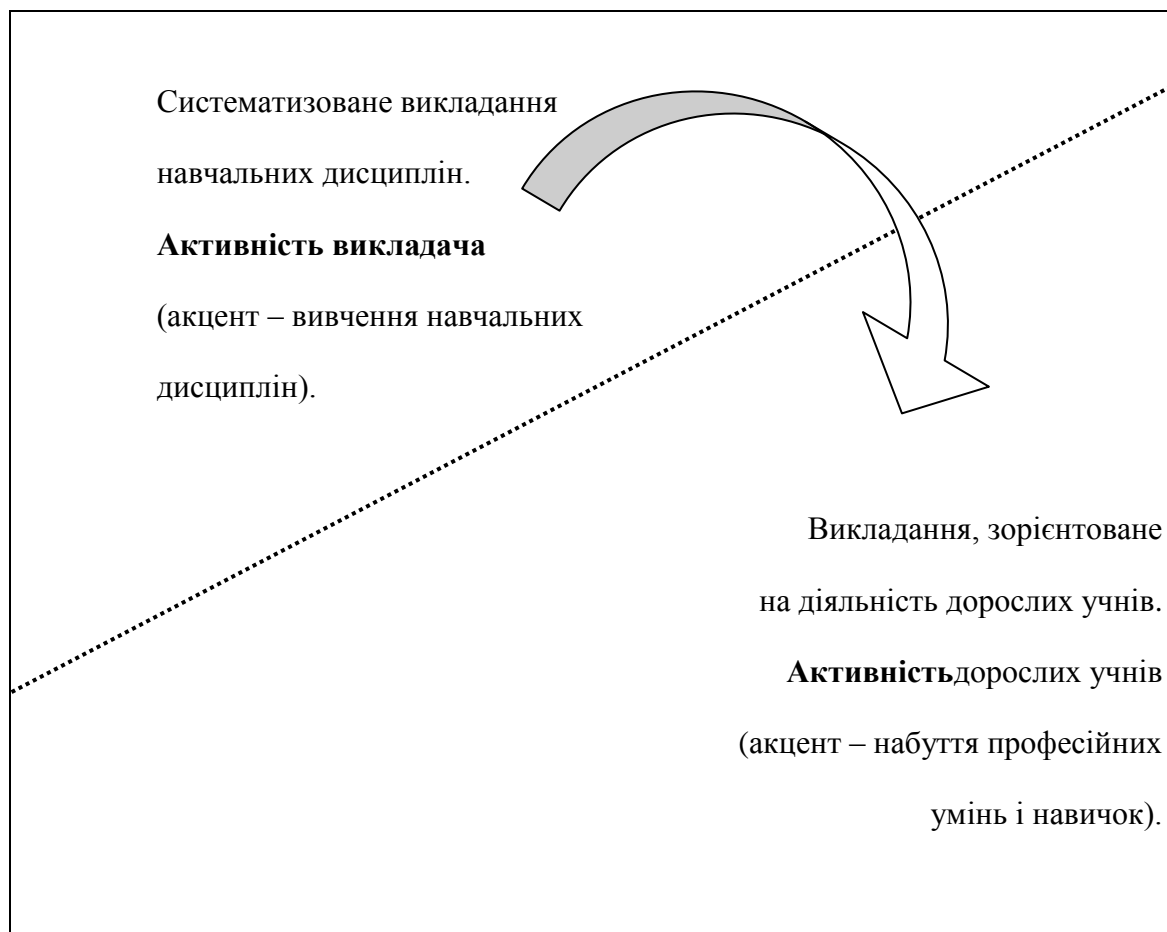 Систематизоване викладання
навчальних дисциплін.
Активність викладача
(акцент – вивчення навчальних
дисциплін).
Викладання, зорієнтоване
на діяльність дорослих учнів.
Активністьдорослих учнів
(акцент – набуття професійних
умінь і навичок).